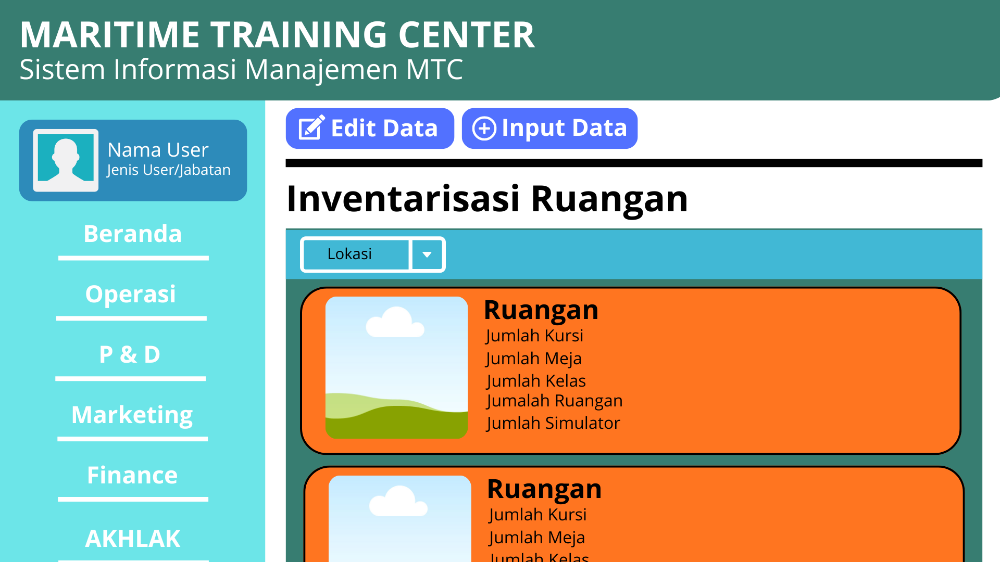 MARITIME TRAINING CENTER
Sistem Informasi Manajemen MTC
Nama User
Jenis User/Jabatan
Beranda
Operasi
P & D
Marketing
Finance
AKHLAK
Edit Data
Input Data
Inventarisasi Ruangan
Lokasi
Ruangan
Jumlah Kursi
Jumlah Meja
Jumlah Kelas
Jumalah Ruangan
Jumlah Simulator
Ruangan
Jumlah Kursi
Jumlah Meja
Jumlah Kelas